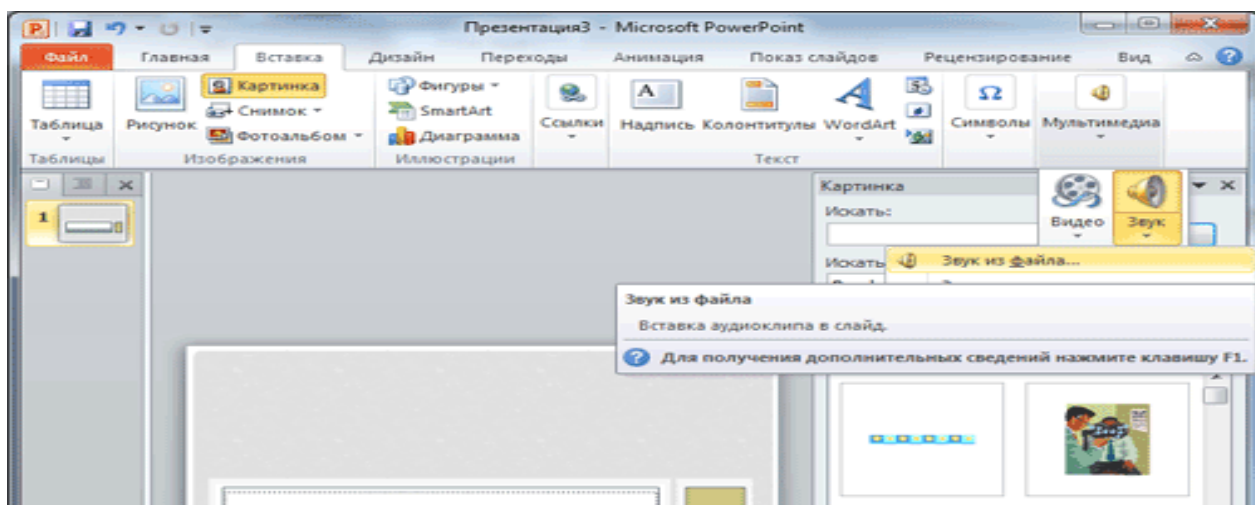 Презентация3 - Microsoft PowerPoint
Файл Главная Вставка Дизайн Переходы Анимация Показ слайдов Рецензирование Вид
Картинка Фигуры
Снимок SmartArt
Таблица Рисунок Фотоальбом Диаграмма Ссылки Надпись Колонтитулы WordArt Символы Мультимедиа
Таблицы Изображения Иллюстрации Текст
Картинка
Искать:
Видео Звук
1
Искать
Звук из файла...
Звук из файла
Вставка аудиоклипа в слайд.
Для получения дополнительных сведений нажмите клавишу F1.